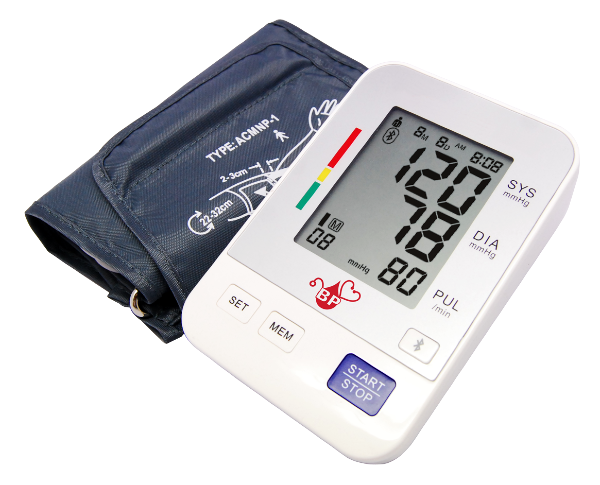 TYPE:ACMNP-1
2-3cm
22-32cm
8M 8D AM 8:08
120
SYS
mmHg
78
DIA
mmHg
1 M
08
mmHg
80
PUL
/min
BP
SET
MEM
START
STOP